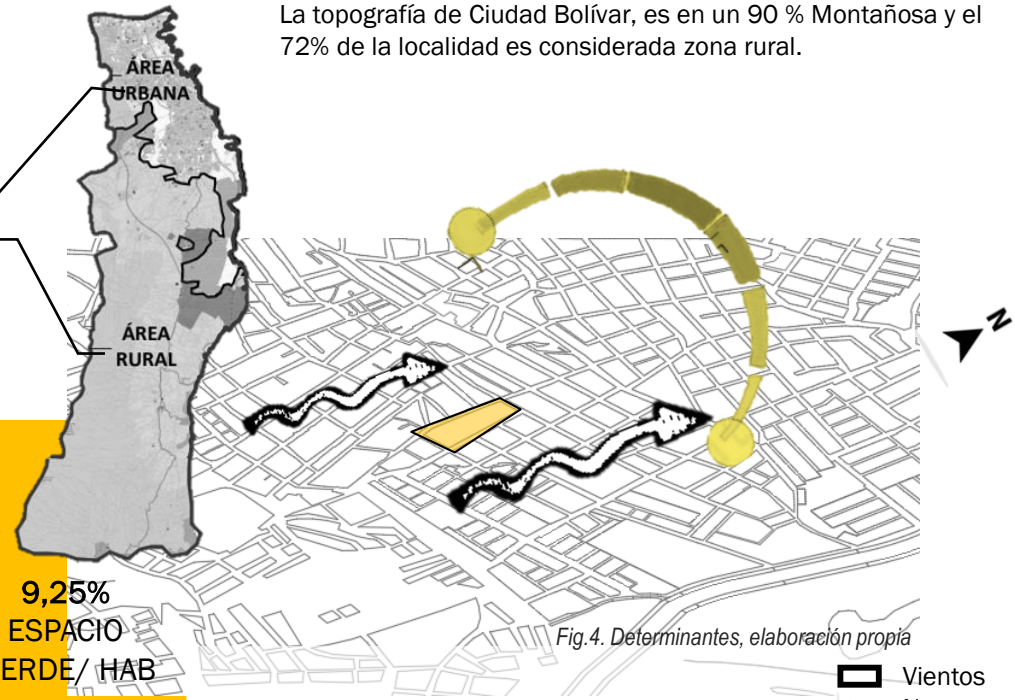 La topografía de Ciudad Bolívar, es en un 90 % Montañosa y el
72% de la localidad es considerada zona rural.
ÁREA
URBANA
ÁREA
RURAL
N
9,25%
ESPACIO
ERDE/ HAB
Fig.4. Determinantes, elaboración propia
Vientos